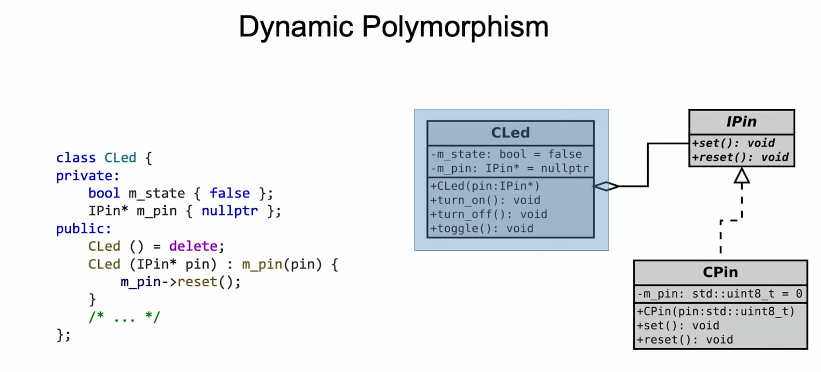 Dynamic Polymorphism
class CLed {
private:
    bool m_state { false };
    IPin* m_pin { nullptr };
public:
    CLed () = delete;
    CLed (IPin* pin) : m_pin(pin) {
        m_pin->reset();
    }
    /* ... */
};
CLed
-m_state: bool = false
-m_pin: IPin* = nullptr
+CLed(pin:IPin*)
+turn_on(): void
+turn_off(): void
+toggle(): void
IPin
+set(): void
+reset(): void
CPin
-m_pin: std::uint8_t = 0
+CPin(pin:std::uint8_t)
+set(): void
+reset(): void